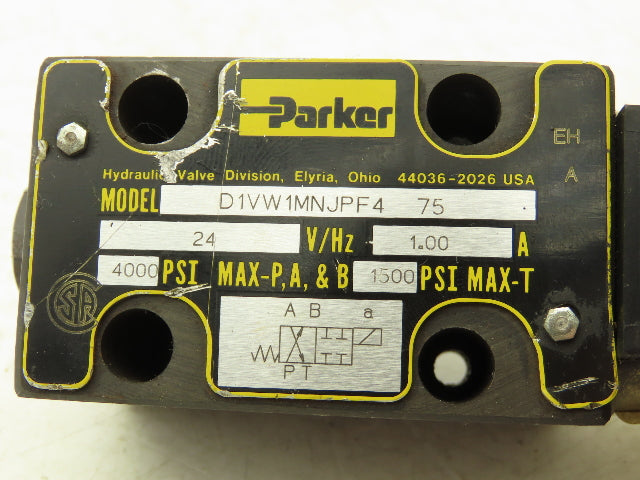 Parker
EH
A
Hydraulic Valve Division, Elyria, Ohio 44036-2026 USA
MODEL D1VW1MNJPF4 75
24 V/Hz 1.00 A
4000 PSI MAX-P,A, & B 1500 PSI MAX-T
SA
A B a
P T